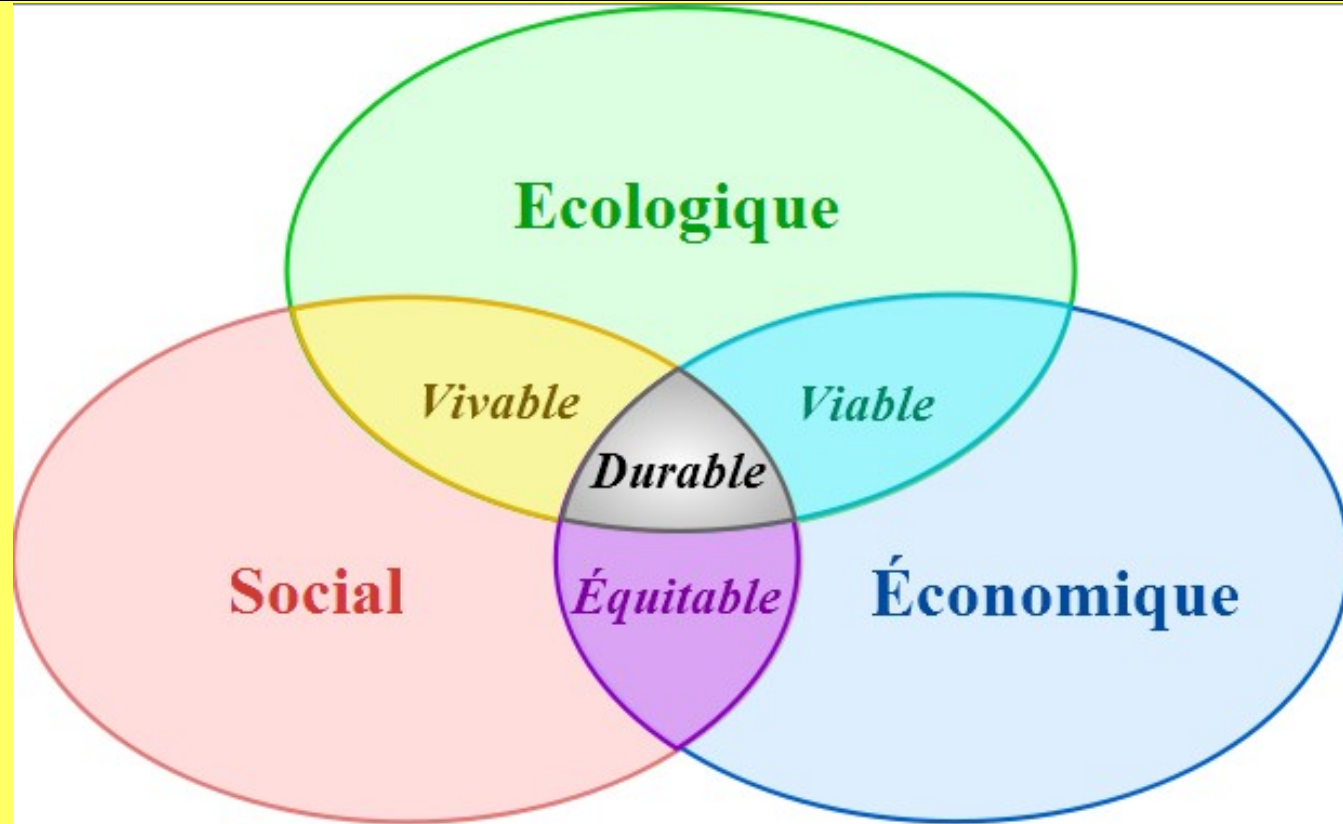 Ecologique
Vivable
Viable
Durable
Social
Équitable
Économique